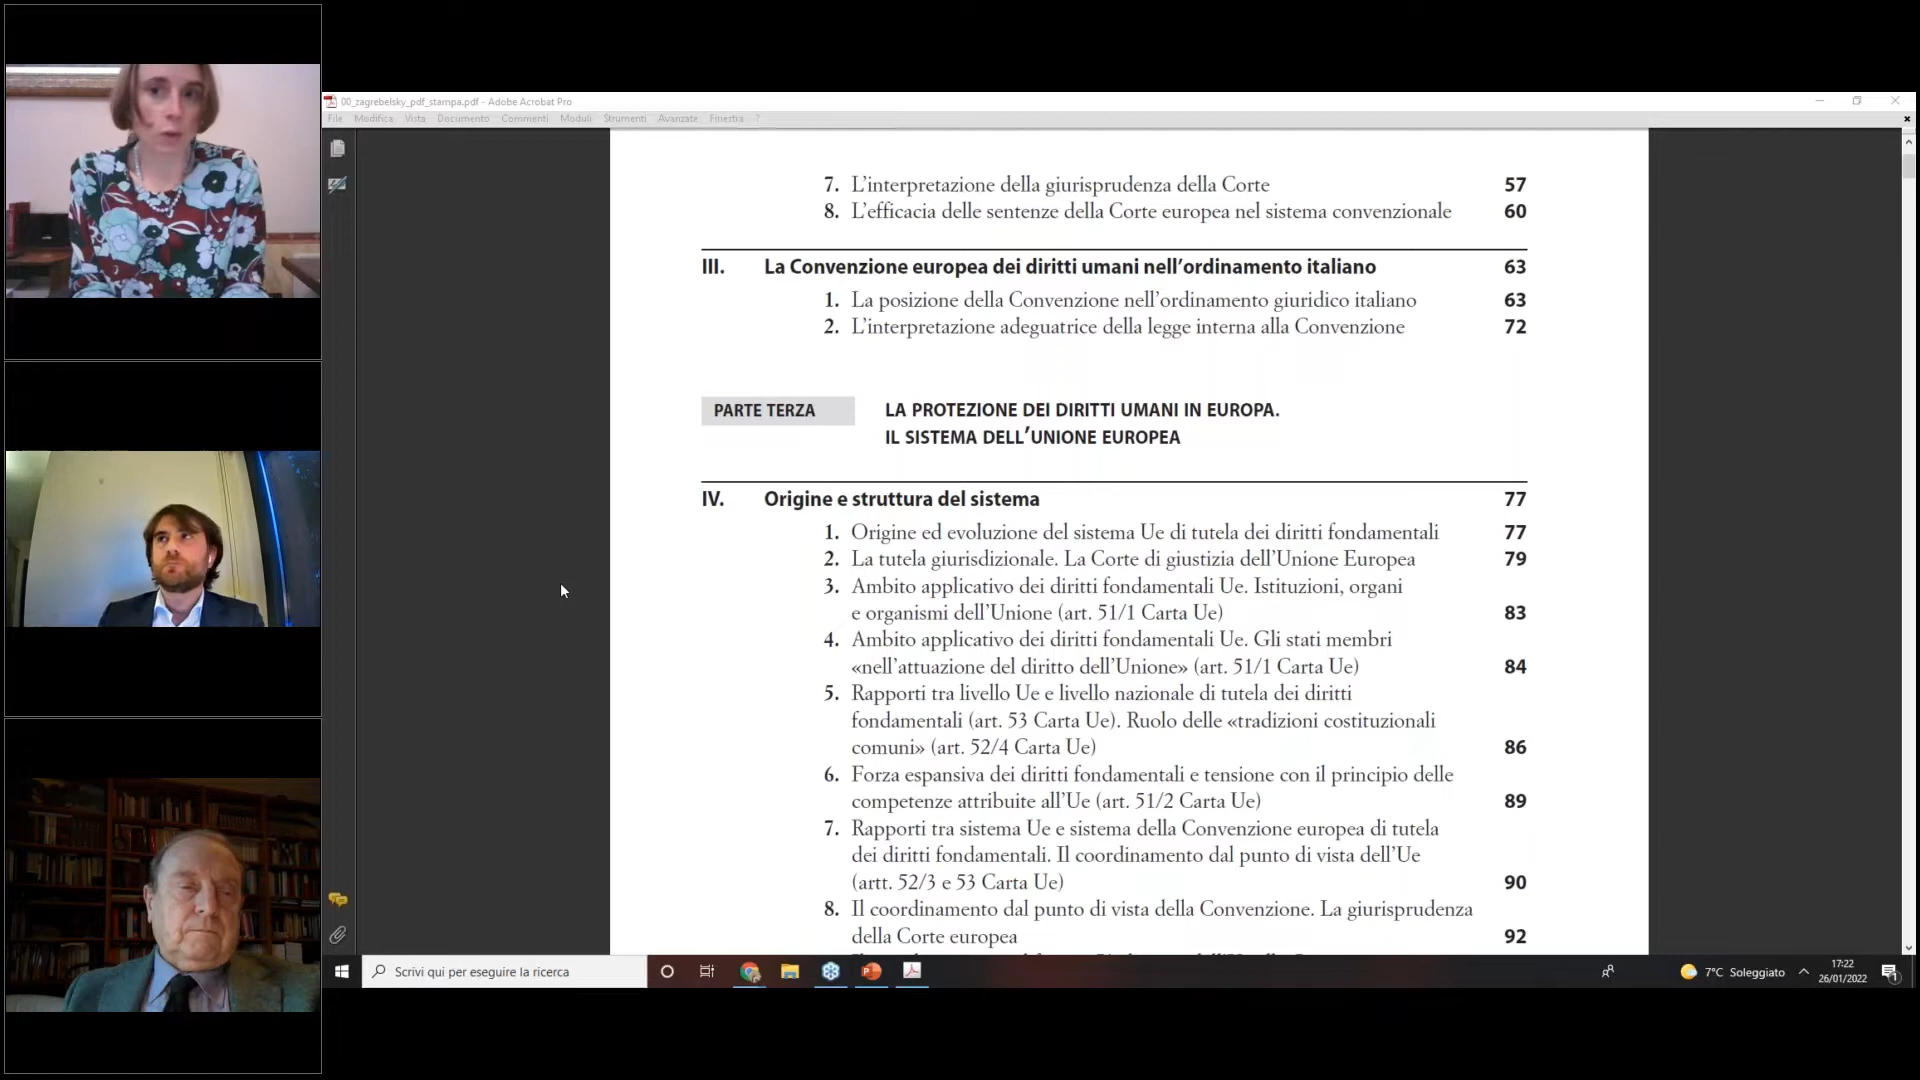 00_zagrebelsky_pdf_stampa.pdf - Adobe Acrobat Pro
File Modifica Vista Documento Commenti Moduli Strumenti Avanzate Finestra ?
7. L’interpretazione della giurisprudenza della Corte 57
8. L’efficacia delle sentenze della Corte europea nel sistema convenzionale 60
III. La Convenzione europea dei diritti umani nell’ordinamento italiano 63
1. La posizione della Convenzione nell’ordinamento giuridico italiano 63
2. L’interpretazione adeguatrice della legge interna alla Convenzione 72
PARTE TERZA LA PROTEZIONE DEI DIRITTI UMANI IN EUROPA.
IL SISTEMA DELL’UNIONE EUROPEA
IV. Origine e struttura del sistema 77
1. Origine ed evoluzione del sistema Ue di tutela dei diritti fondamentali 77
2. La tutela giurisdizionale. La Corte di giustizia dell’Unione Europea 79
3. Ambito applicativo dei diritti fondamentali Ue. Istituzioni, organi
e organismi dell’Unione (art. 51/1 Carta Ue) 83
4. Ambito applicativo dei diritti fondamentali Ue. Gli stati membri
«nell’attuazione del diritto dell’Unione» (art. 51/1 Carta Ue) 84
5. Rapporti tra livello Ue e livello nazionale di tutela dei diritti
fondamentali (art. 53 Carta Ue). Ruolo delle «tradizioni costituzionali
comuni» (art. 52/4 Carta Ue) 86
6. Forza espansiva dei diritti fondamentali e tensione con il principio delle
competenze attribuite all’Ue (art. 51/2 Carta Ue) 89
7. Rapporti tra sistema Ue e sistema della Convenzione europea di tutela
dei diritti fondamentali. Il coordinamento dal punto di vista dell’Ue
(artt. 52/3 e 53 Carta Ue) 90
8. Il coordinamento dal punto di vista della Convenzione. La giurisprudenza
della Corte europea 92
Scrivi qui per eseguire la ricerca
7°C Soleggiato
17:22
26/01/2022